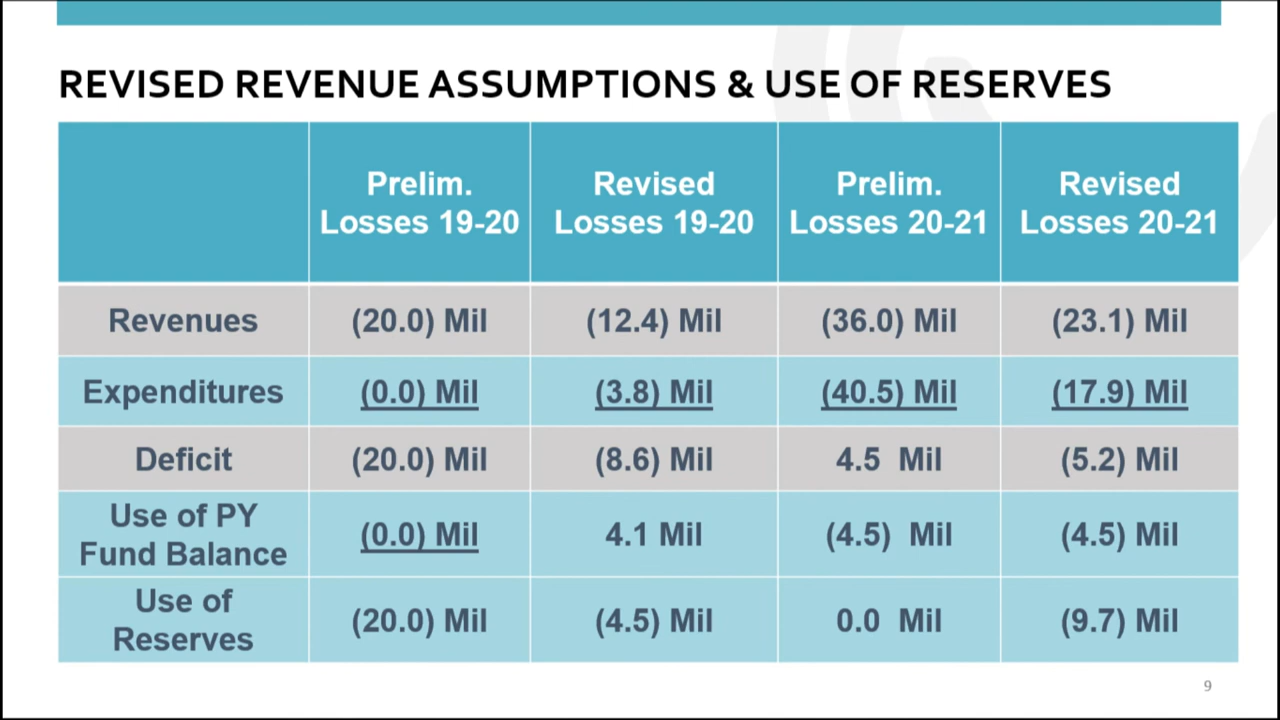 REVISED REVENUE ASSUMPTIONS & USE OF RESERVES
Prelim. Losses 19-20 Revised Losses 19-20 Prelim. Losses 20-21 Revised Losses 20-21
Revenues (20.0) Mil (12.4) Mil (36.0) Mil (23.1) Mil
Expenditures (0.0) Mil (3.8) Mil (40.5) Mil (17.9) Mil
Deficit (20.0) Mil (8.6) Mil 4.5 Mil (5.2) Mil
Use of PY Fund Balance (0.0) Mil 4.1 Mil (4.5) Mil (4.5) Mil
Use of Reserves (20.0) Mil (4.5) Mil 0.0 Mil (9.7) Mil
9